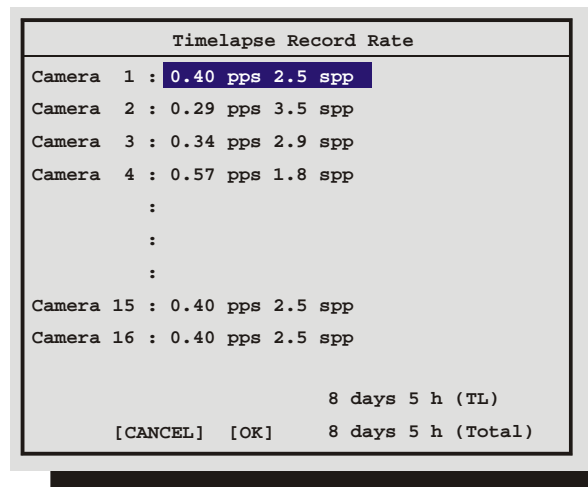 Timelapse Record Rate
Camera 1 : 0.40 pps 2.5 spp
Camera 2 : 0.29 pps 3.5 spp
Camera 3 : 0.34 pps 2.9 spp
Camera 4 : 0.57 pps 1.8 spp
:
:
:
Camera 15 : 0.40 pps 2.5 spp
Camera 16 : 0.40 pps 2.5 spp
8 days 5 h (TL)
[CANCEL] [OK] 8 days 5 h (Total)